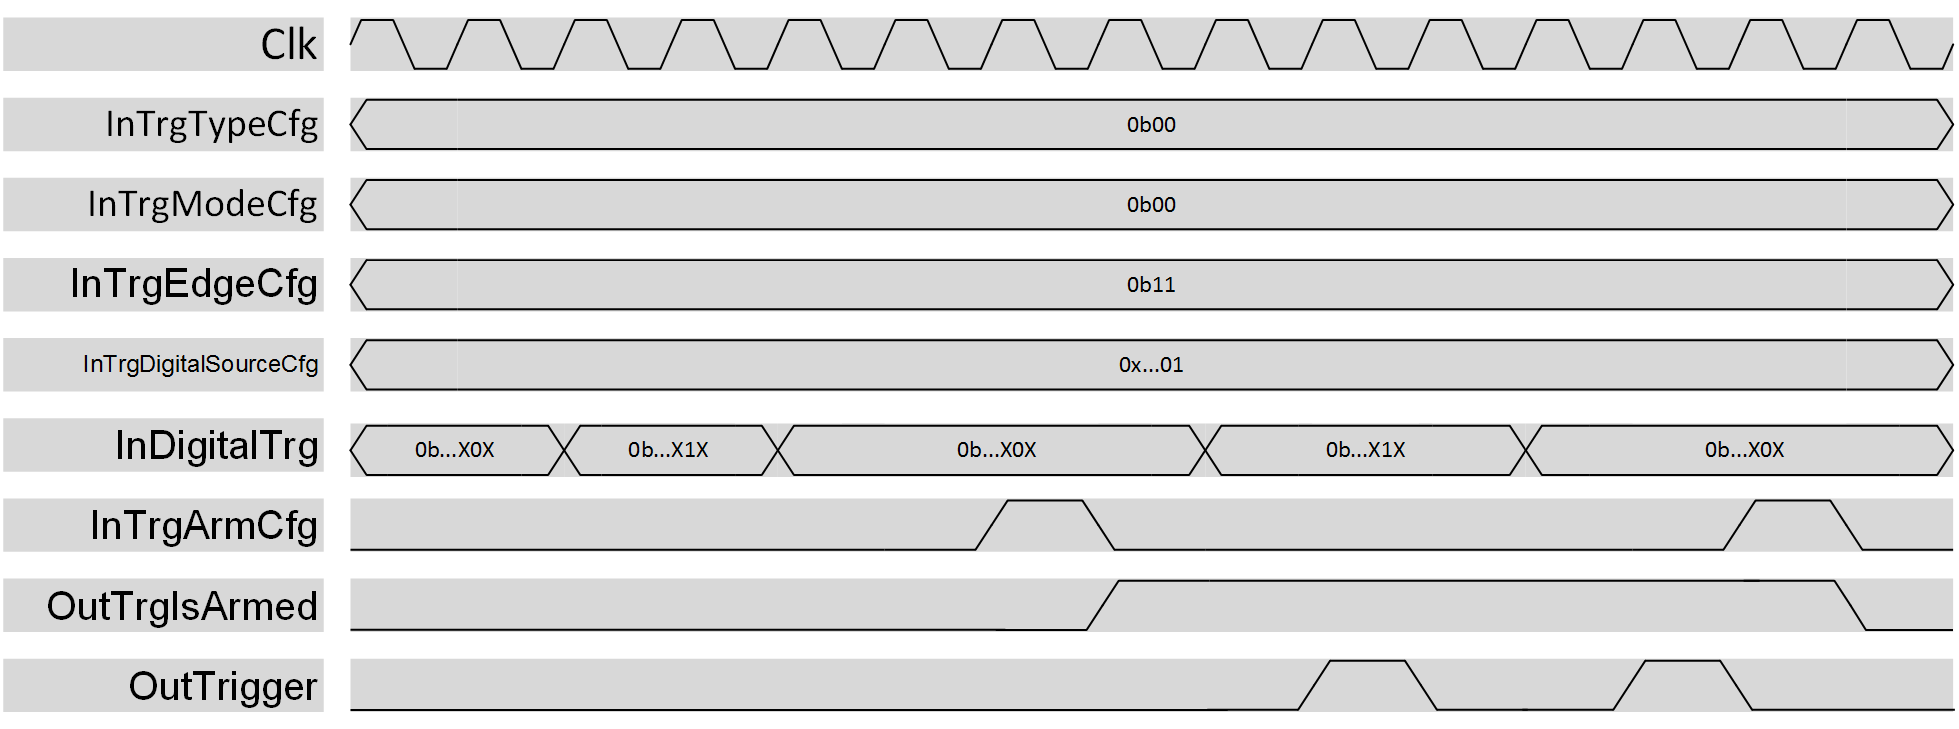 Clk
InTrgTypeCfg 0b00
InTrgModeCfg 0b00
InTrgEdgeCfg 0b11
InTrgDigitalSourceCfg 0x...01
InDigitalTrg 0b...X0X 0b...X1X 0b...X0X 0b...X1X 0b...X0X
InTrgArmCfg
OutTrgIsArmed
OutTrigger